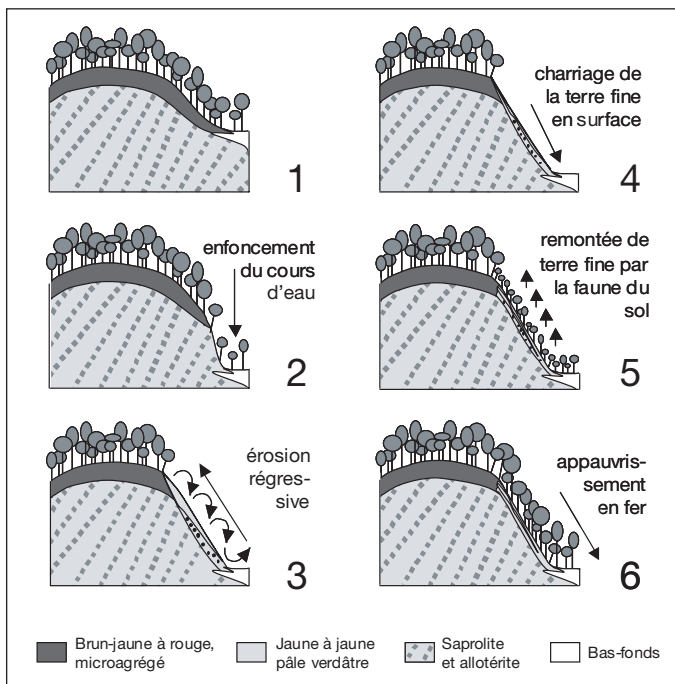 1
enfoncement
du cours
d'eau
2
érosion
régres-
sive
3
charriage de
la terre fine
en surface
4
remontée de
terre fine par
la faune du
sol
5
appauvris-
sement
en fer
6
Brun-jaune à rouge,
microagrégé
Jaune à jaune
pâle verdâtre
Saprolite
et allotérite
Bas-fonds